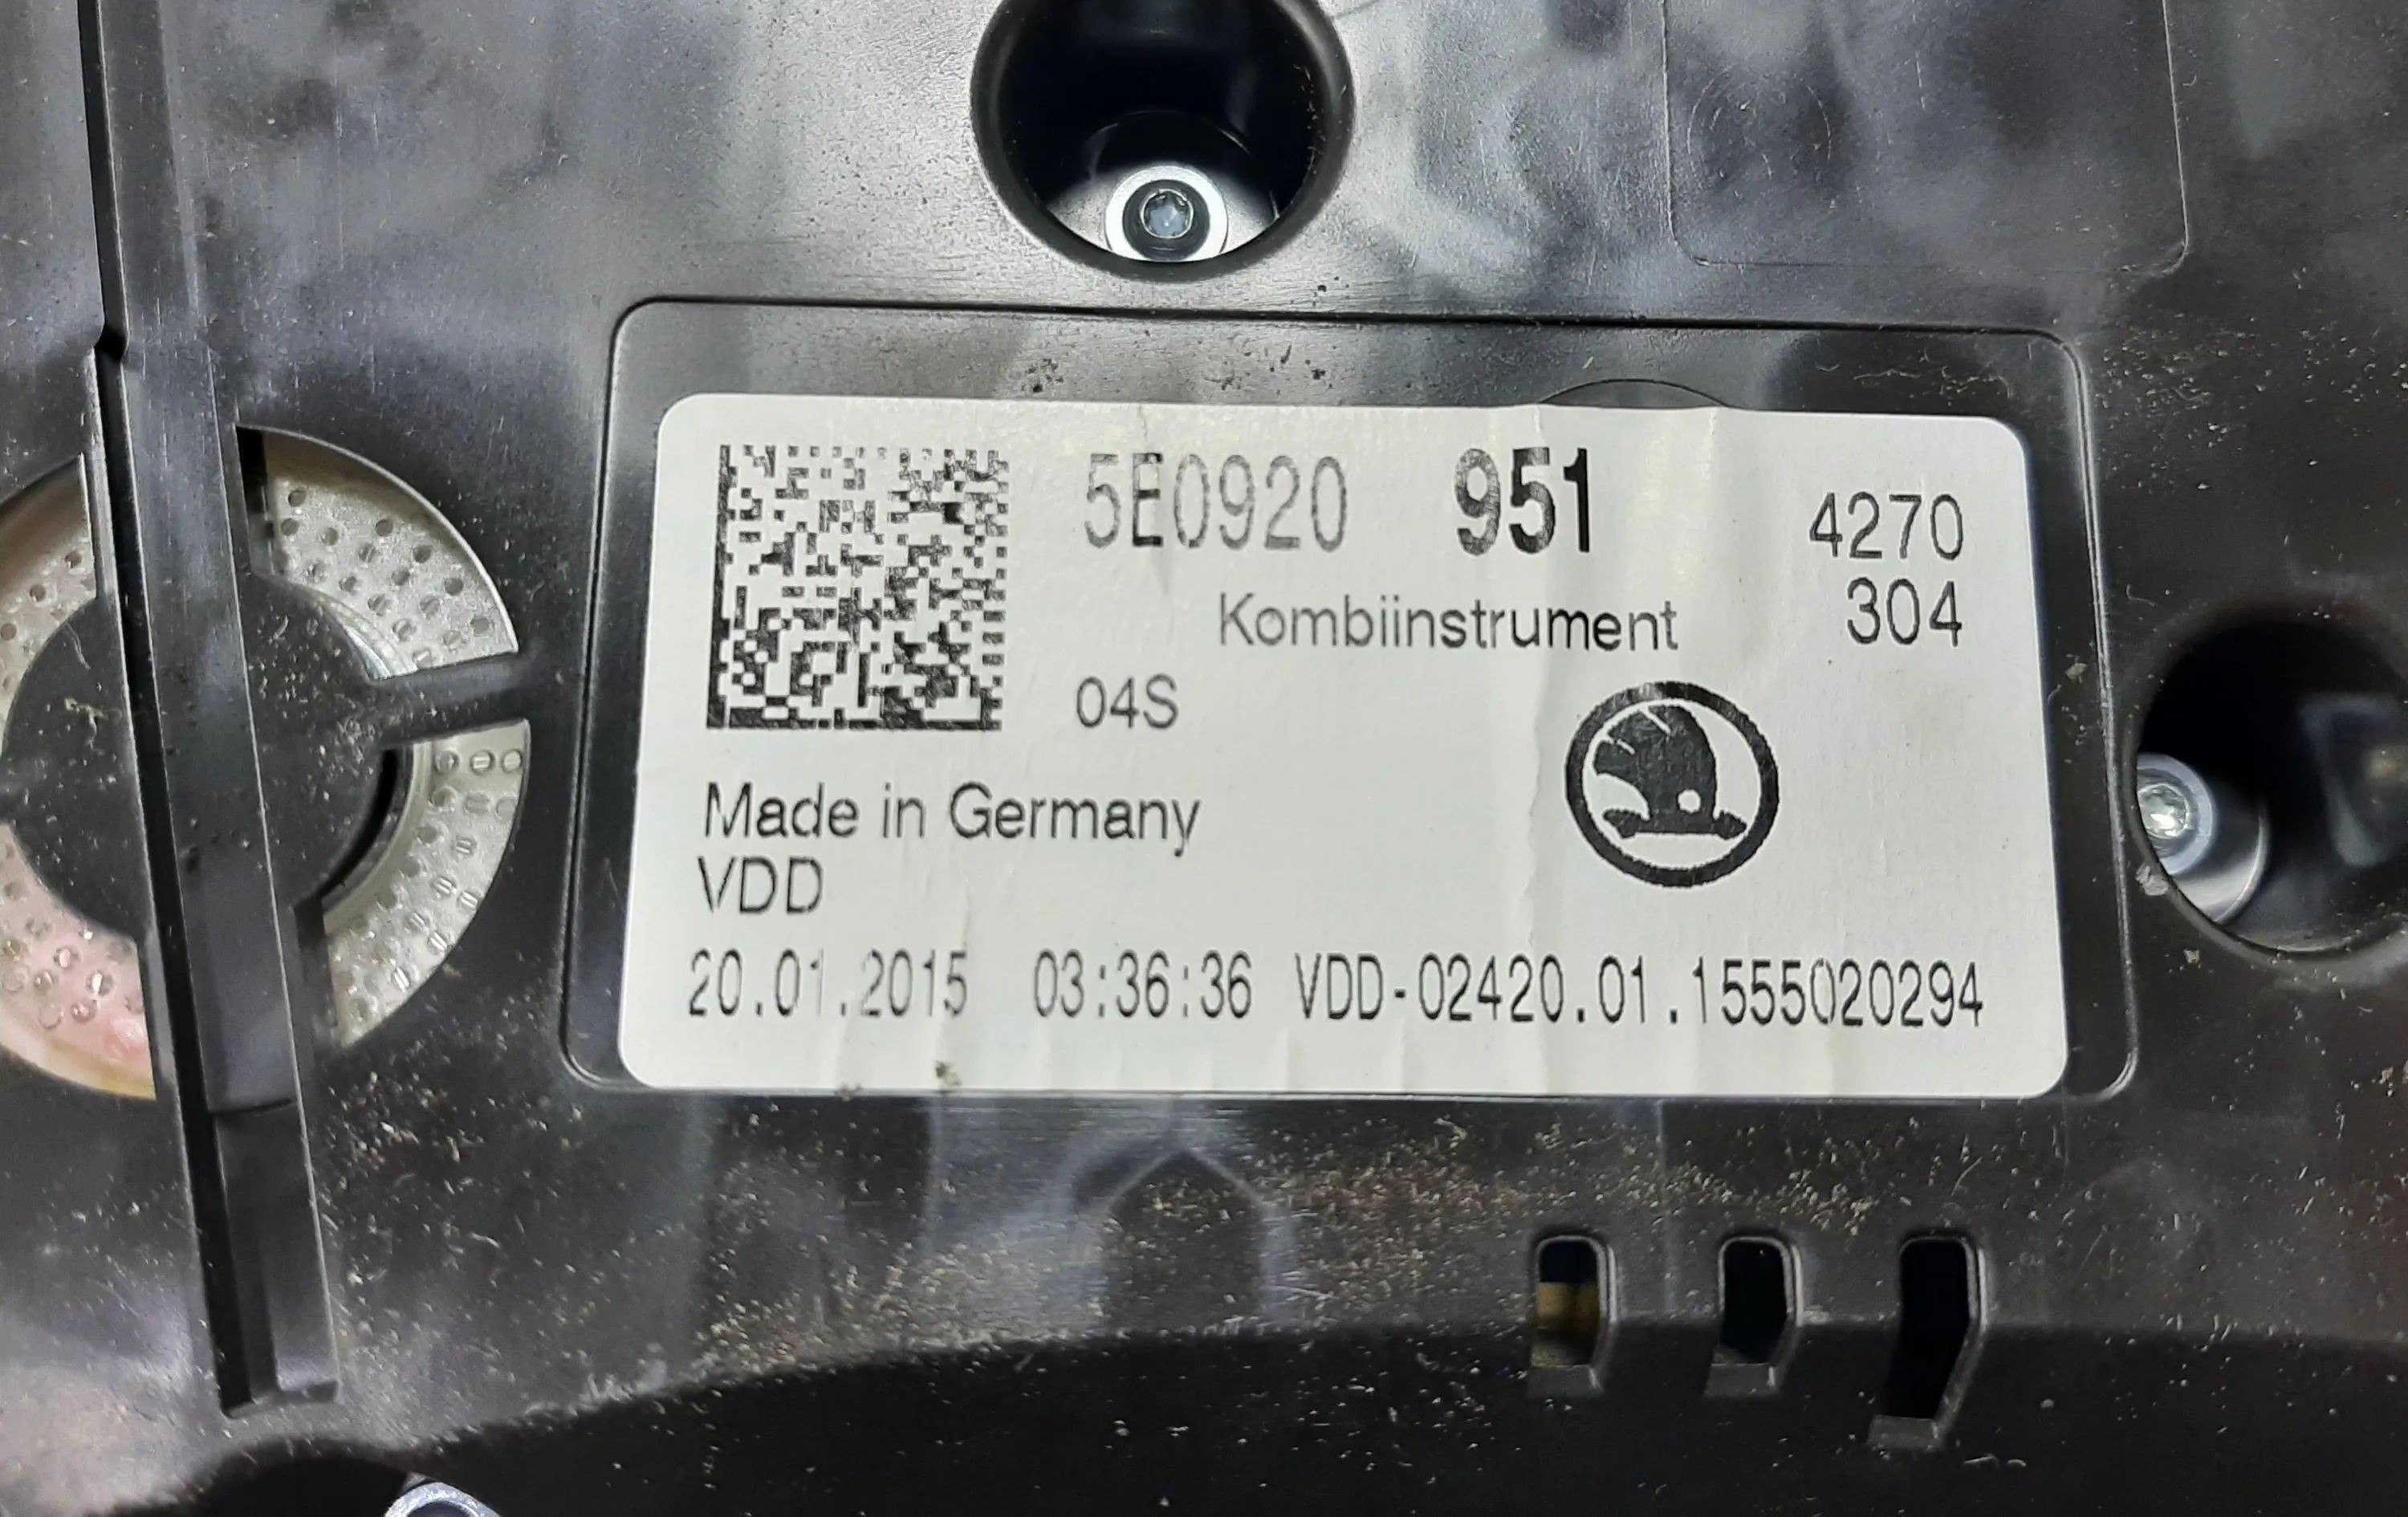 5E0920 951
4270
304
Kombiinstrument
04S
Made in Germany
VDD
20.01.2015 03:36:36 VDD-02420.01.1555020294